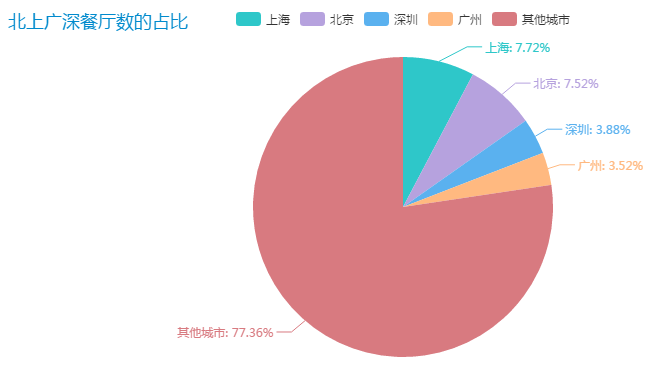 北上广深餐厅数的占比
上海 北京 深圳 广州 其他城市
上海: 7.72%
北京: 7.52%
深圳: 3.88%
广州: 3.52%
其他城市: 77.36%